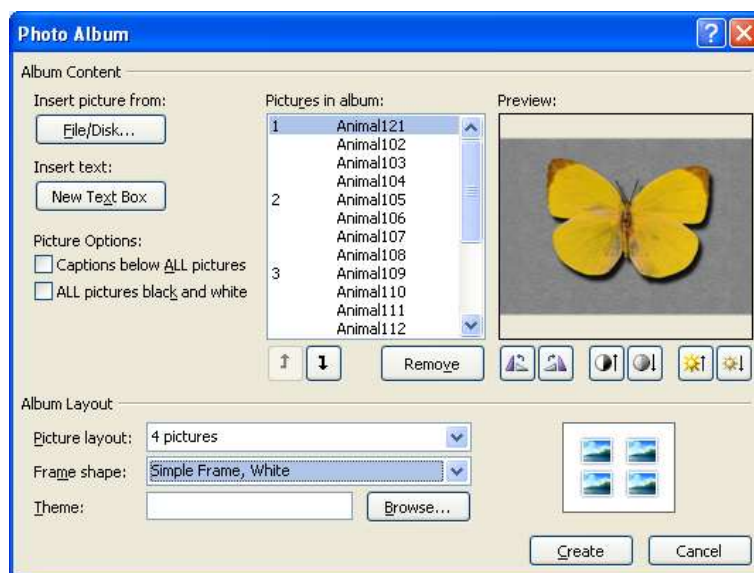 Photo Album
Album Content
Insert picture from:
File/Disk...
Insert text:
New Text Box
Picture Options:
Captions below ALL pictures
ALL pictures black and white
Pictures in album:
1 Animal121
Animal102
Animal103
Animal104
2 Animal105
Animal106
Animal107
Animal108
3 Animal109
Animal110
Animal111
Animal112
Remove
Preview:
Album Layout
Picture layout: 4 pictures
Frame shape: Simple Frame, White
Theme:
Browse...
Create
Cancel